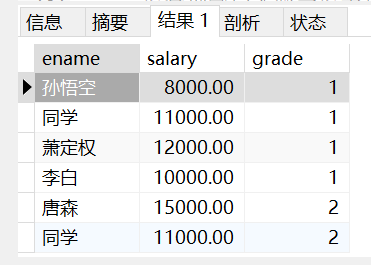 信息 摘要 结果 1 剖析 状态
ename salary grade
孙悟空 8000.00 1
同学 11000.00 1
萧定权 12000.00 1
李白 10000.00 1
唐森 15000.00 2
同学 11000.00 2